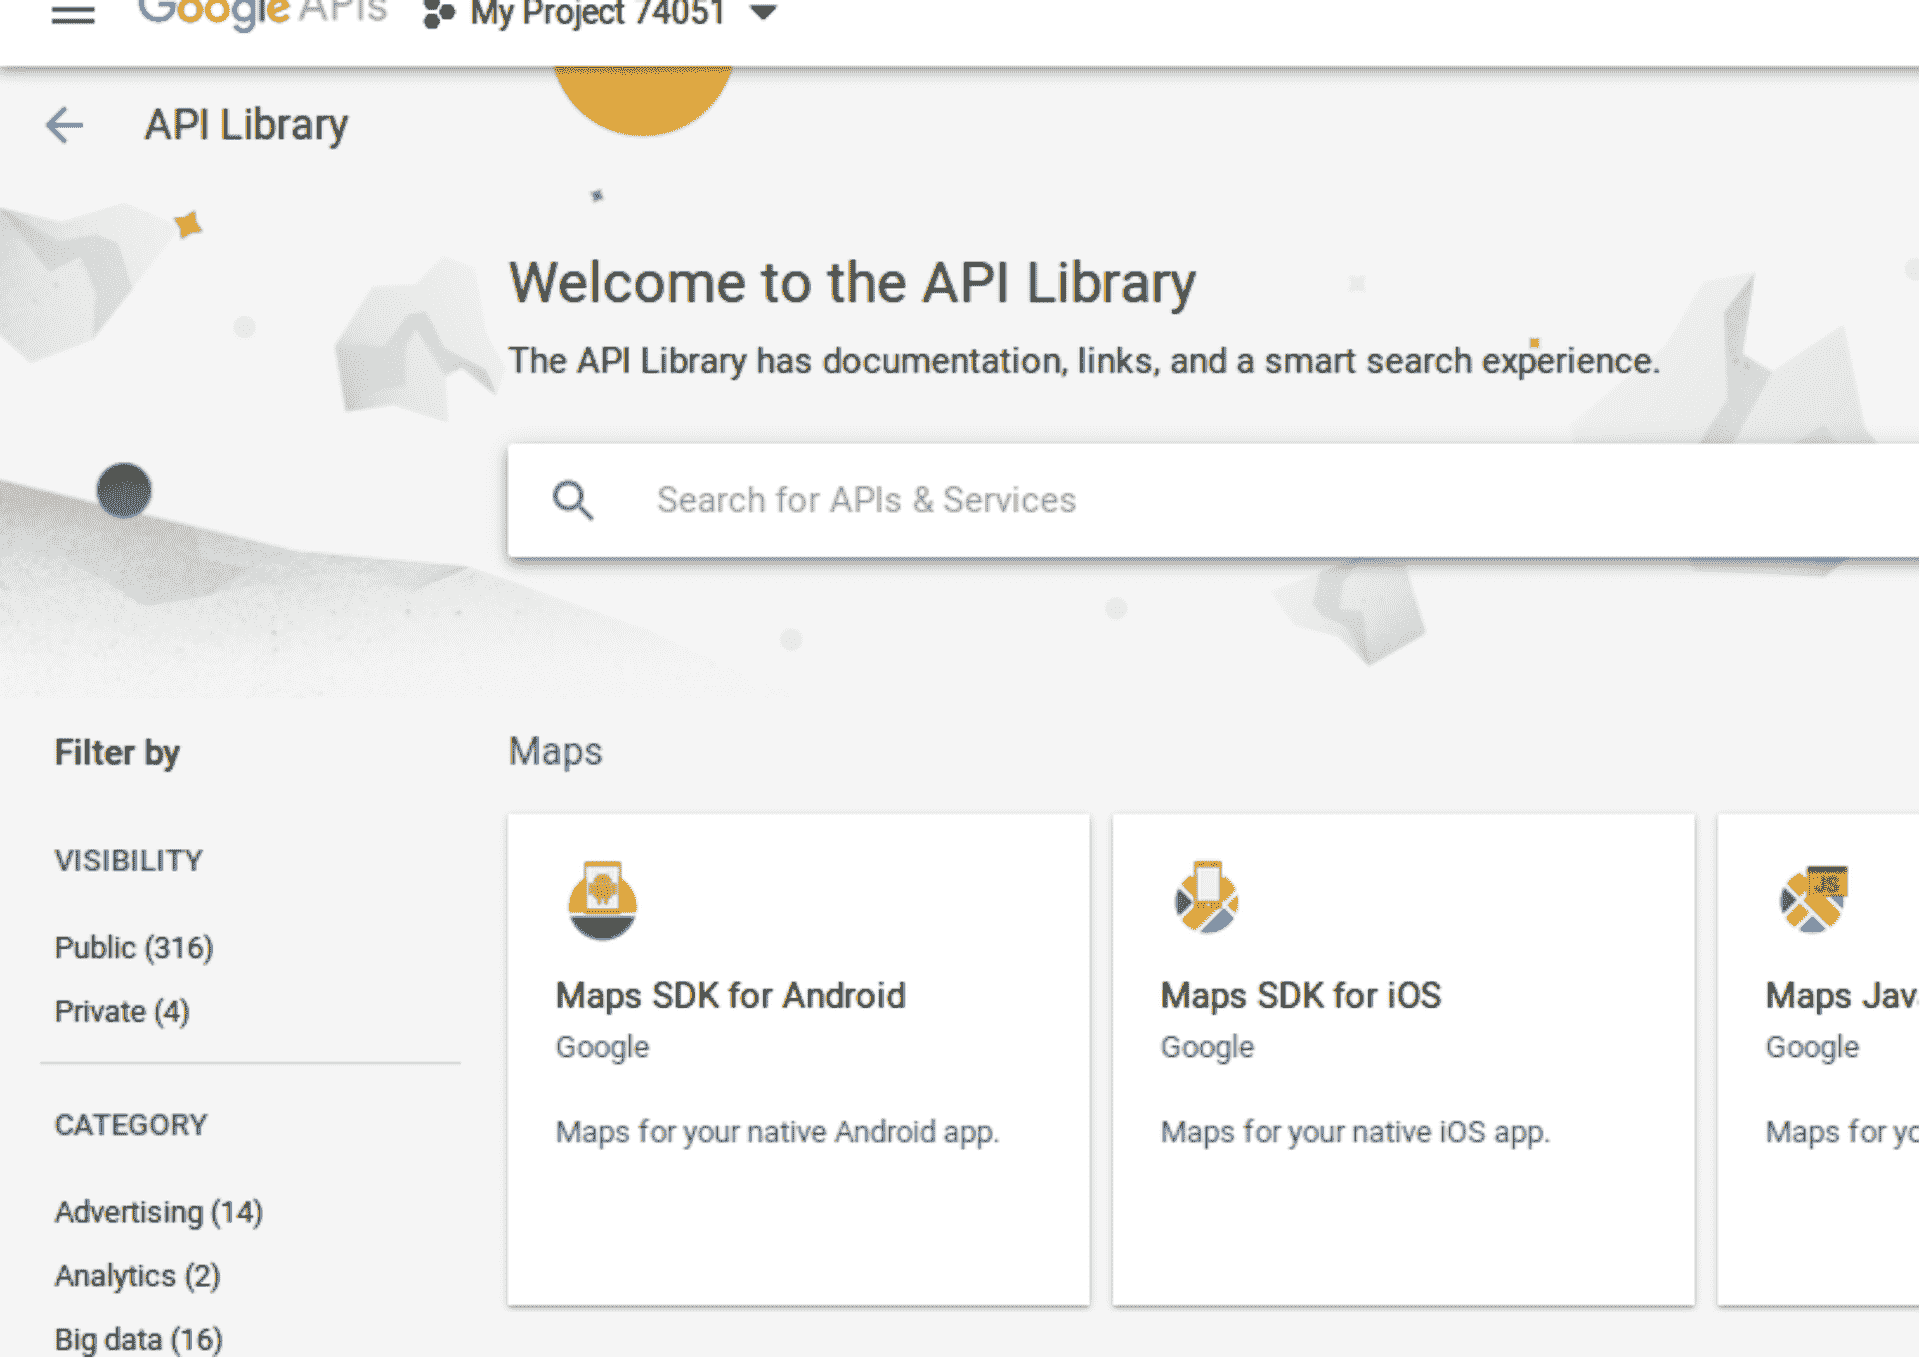 Google APIs My Project 74051
API Library
Welcome to the API Library
The API Library has documentation, links, and a smart search experience.
Search for APIs & Services
Filter by
VISIBILITY
Public (316)
Private (4)
CATEGORY
Advertising (14)
Analytics (2)
Big data (16)
Maps
Maps SDK for Android
Google
Maps for your native Android app.
Maps SDK for iOS
Google
Maps for your native iOS app.
JS
Maps
Google
Maps for